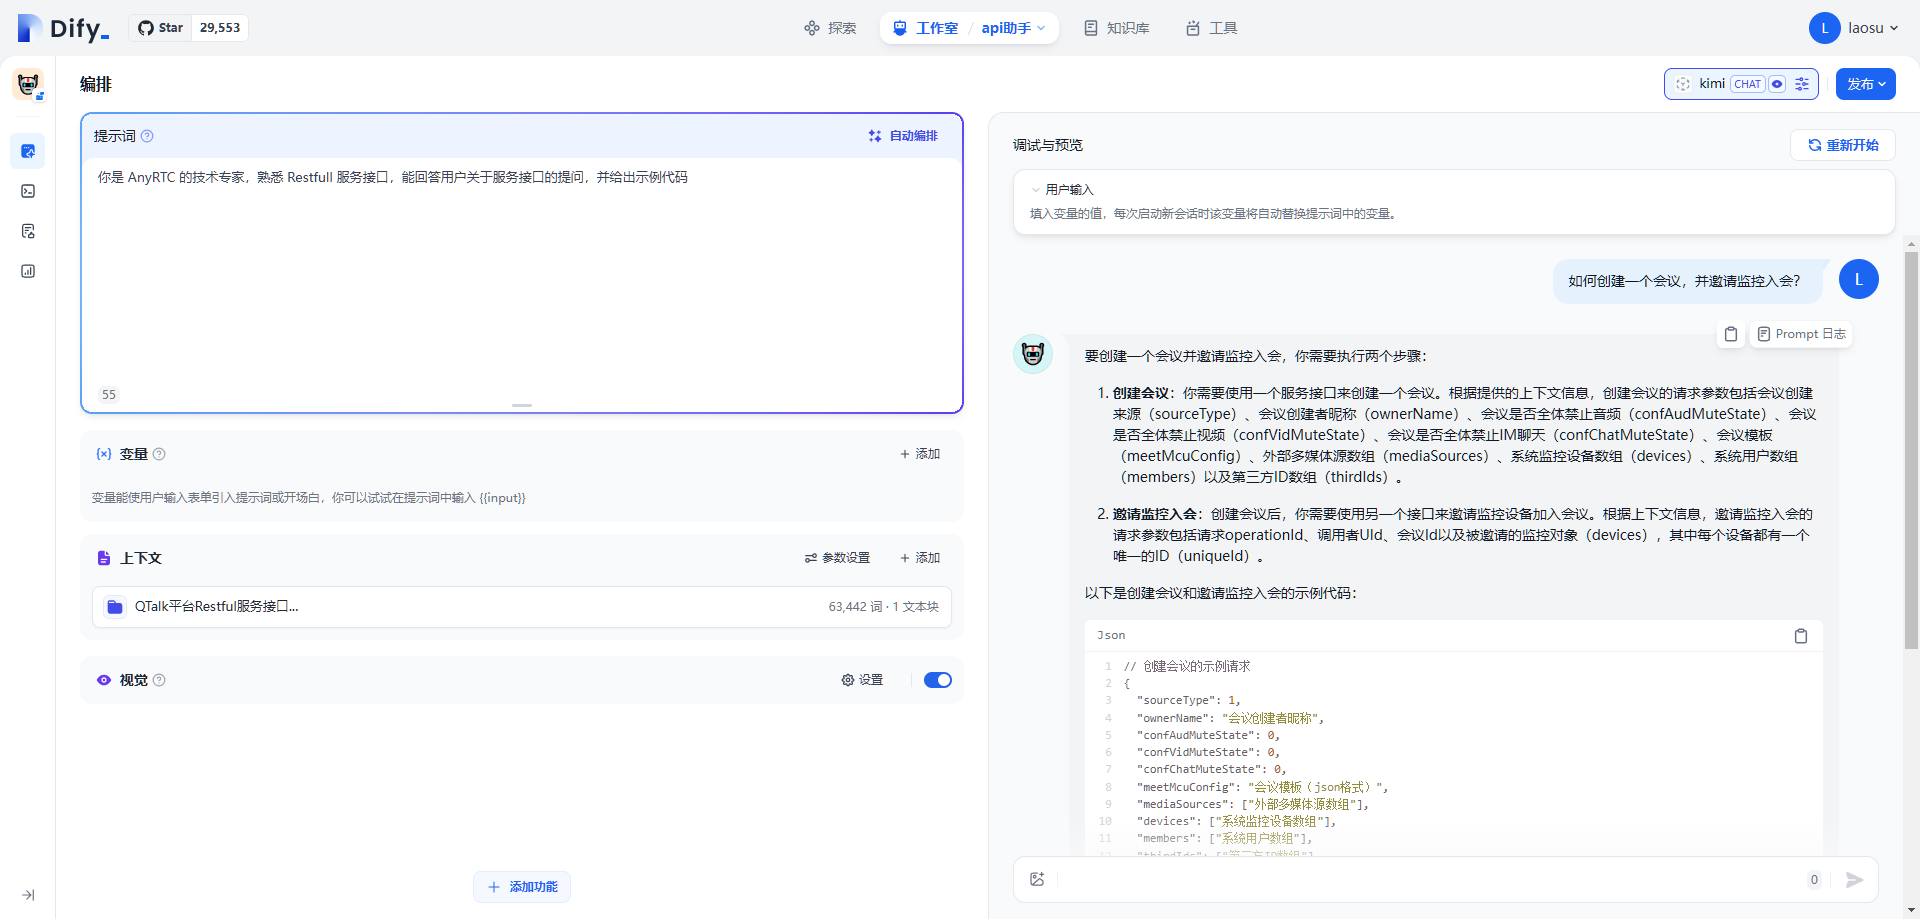 Dify_
Star 29,553
探索
工作室 / api助手
知识库
工具
L laosu
编排
kimi CHAT
发布
提示词
自动编排
你是 AnyRTC 的技术专家，熟悉 Restfull 服务接口，能回答用户关于服务接口的提问，并给出示例代码
55
{x} 变量
+ 添加
变量能使用户输入表单引入提示词或开场白，你可以试试在提示词中输入 {{input}}
上下文
参数设置
+ 添加
QTalk平台Restful服务接口...
63,442 词 · 1 文本块
视觉
设置
+ 添加功能
调试与预览
重新开始
用户输入
填入变量的值，每次启动新会话时该变量将自动替换提示词中的变量。
如何创建一个会议，并邀请监控入会？
L
Prompt 日志
要创建一个会议并邀请监控入会，你需要执行两个步骤：
1. 创建会议：你需要使用一个服务接口来创建一个会议。根据提供的上下文信息，创建会议的请求参数包括会议创建
来源（sourceType）、会议创建者昵称（ownerName）、会议是否全体禁止音频（confAudMuteState）、会议
是否全体禁止视频（confVidMuteState）、会议是否全体禁止IM聊天（confChatMuteState）、会议模板
（meetMcuConfig）、外部多媒体源数组（mediaSources）、系统监控设备数组（devices）、系统用户数组
（members）以及第三方ID数组（thirdIds）。
2. 邀请监控入会：创建会议后，你需要使用另一个接口来邀请监控设备加入会议。根据上下文信息，邀请监控入会的
请求参数包括请求operationId、调用者UId、会议Id以及被邀请的监控对象（devices），其中每个设备都有一个
唯一的ID（uniqueId）。
以下是创建会议和邀请监控入会的示例代码：
Json
1 // 创建会议的示例请求
2 {
3 "sourceType": 1,
4 "ownerName": "会议创建者昵称",
5 "confAudMuteState": 0,
6 "confVidMuteState": 0,
7 "confChatMuteState": 0,
8 "meetMcuConfig": "会议模板（json格式）",
9 "mediaSources": ["外部多媒体源数组"],
10 "devices": ["系统监控设备数组"],
11 "members": ["系统用户数组"],
12 "thirdIds": ["第三方ID数组"]
0